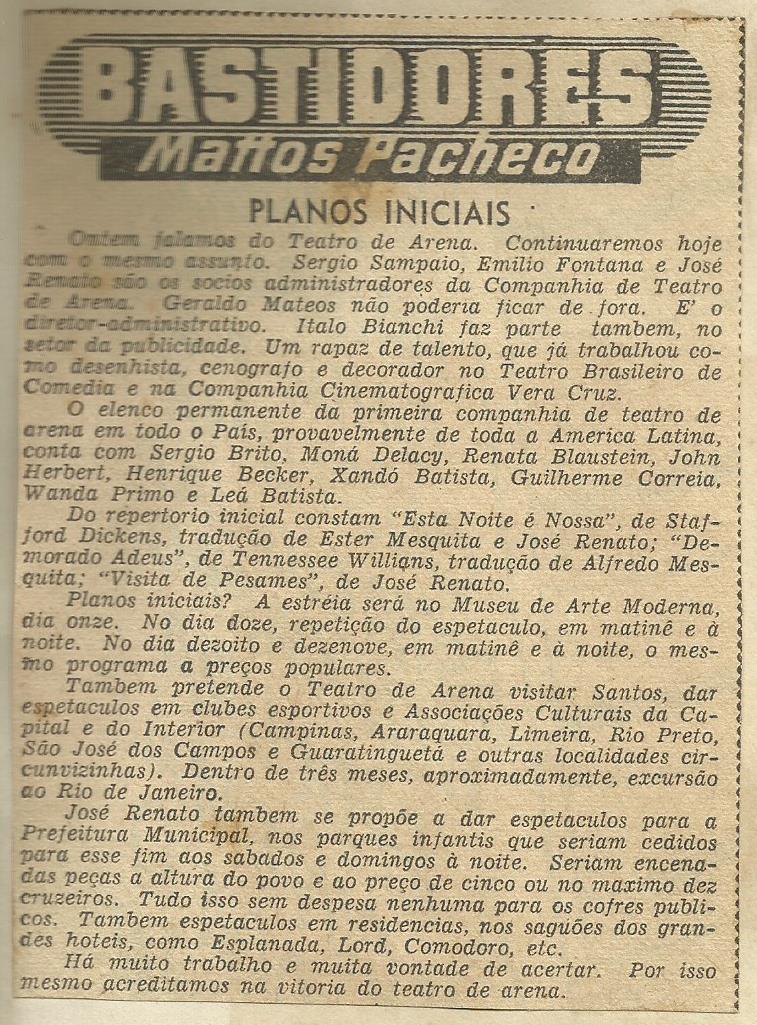 BASTIDORES
Mattos Pacheco
PLANOS INICIAIS
Ontem falamos do Teatro de Arena. Continuaremos hoje
com o mesmo assunto. Sergio Sampaio, Emilio Fontana e José
Renato são os socios administradores da Companhia de Teatro
de Arena. Geraldo Mateos não poderia ficar de fora. E' o
diretor-administrativo. Italo Bianchi faz parte tambem, no
setor da publicidade. Um rapaz de talento, que já trabalhou co-
mo desenhista, cenografo e decorador no Teatro Brasileiro de
Comedia e na Companhia Cinematografica Vera Cruz.
O elenco permanente da primeira companhia de teatro de
arena em todo o País, provavelmente de toda a America Latina,
conta com Sergio Brito, Moná Delacy, Renata Blaustein, John
Herbert, Henrique Becker, Xandó Batista, Guilherme Correia,
Wanda Primo e Leá Batista.
Do repertorio inicial constam "Esta Noite é Nossa", de Staf-
ford Dickens, tradução de Ester Mesquita e José Renato; "De-
morado Adeus", de Tennessee Willians, tradução de Alfredo Mes-
quita; "Visita de Pesames", de José Renato.
Planos iniciais? A estréia será no Museu de Arte Moderna,
dia onze. No dia doze, repetição do espetaculo, em matinê e à
noite. No dia dezoito e dezenove, em matinê e à noite, o mes-
mo programa a preços populares.
Tambem pretende o Teatro de Arena visitar Santos, dar
espetaculos em clubes esportivos e Associações Culturais da Ca-
pital e do Interior (Campinas, Araraquara, Limeira, Rio Preto,
São José dos Campos e Guaratinguetá e outras localidades cir-
cunvizinhas). Dentro de três meses, aproximadamente, excursão
ao Rio de Janeiro.
José Renato tambem se propõe a dar espetaculos para a
Prefeitura Municipal, nos parques infantis que seriam cedidos
para esse fim aos sabados e domingos à noite. Seriam encena-
das peças a altura do povo e ao preço de cinco ou no maximo dez
cruzeiros. Tudo isso sem despesa nenhuma para os cofres publi-
cos. Tambem espetaculos em residencias, nos saguões dos gran-
des hoteis, como Esplanada, Lord, Comodoro, etc.
Há muito trabalho e muita vontade de acertar. Por isso
mesmo acreditamos na vitoria do teatro de arena.